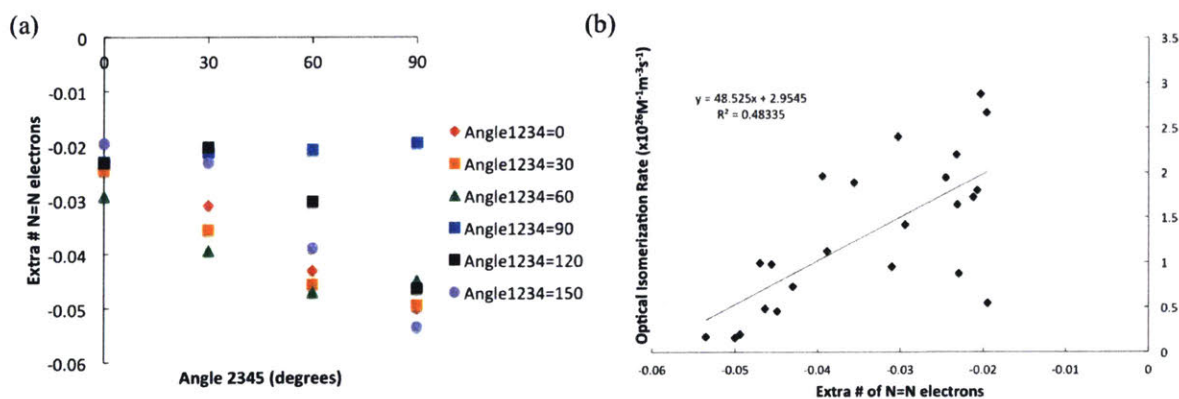 (a)
0
0
30
60
90
-0.01
-0.02
-0.03
-0.04
-0.05
-0.06
Extra # N=N electrons
Angle 2345 (degrees)
Angle1234=0
Angle1234=30
Angle1234=60
Angle1234=90
Angle1234=120
Angle1234=150
(b)
Optical Isomerization Rate (x10²⁶M⁻¹m⁻³s⁻¹)
y = 48.525x + 2.9545
R² = 0.48335
3.5
3
2.5
2
1.5
1
0.5
0
-0.06
-0.05
-0.04
-0.03
-0.02
-0.01
0
Extra # of N=N electrons